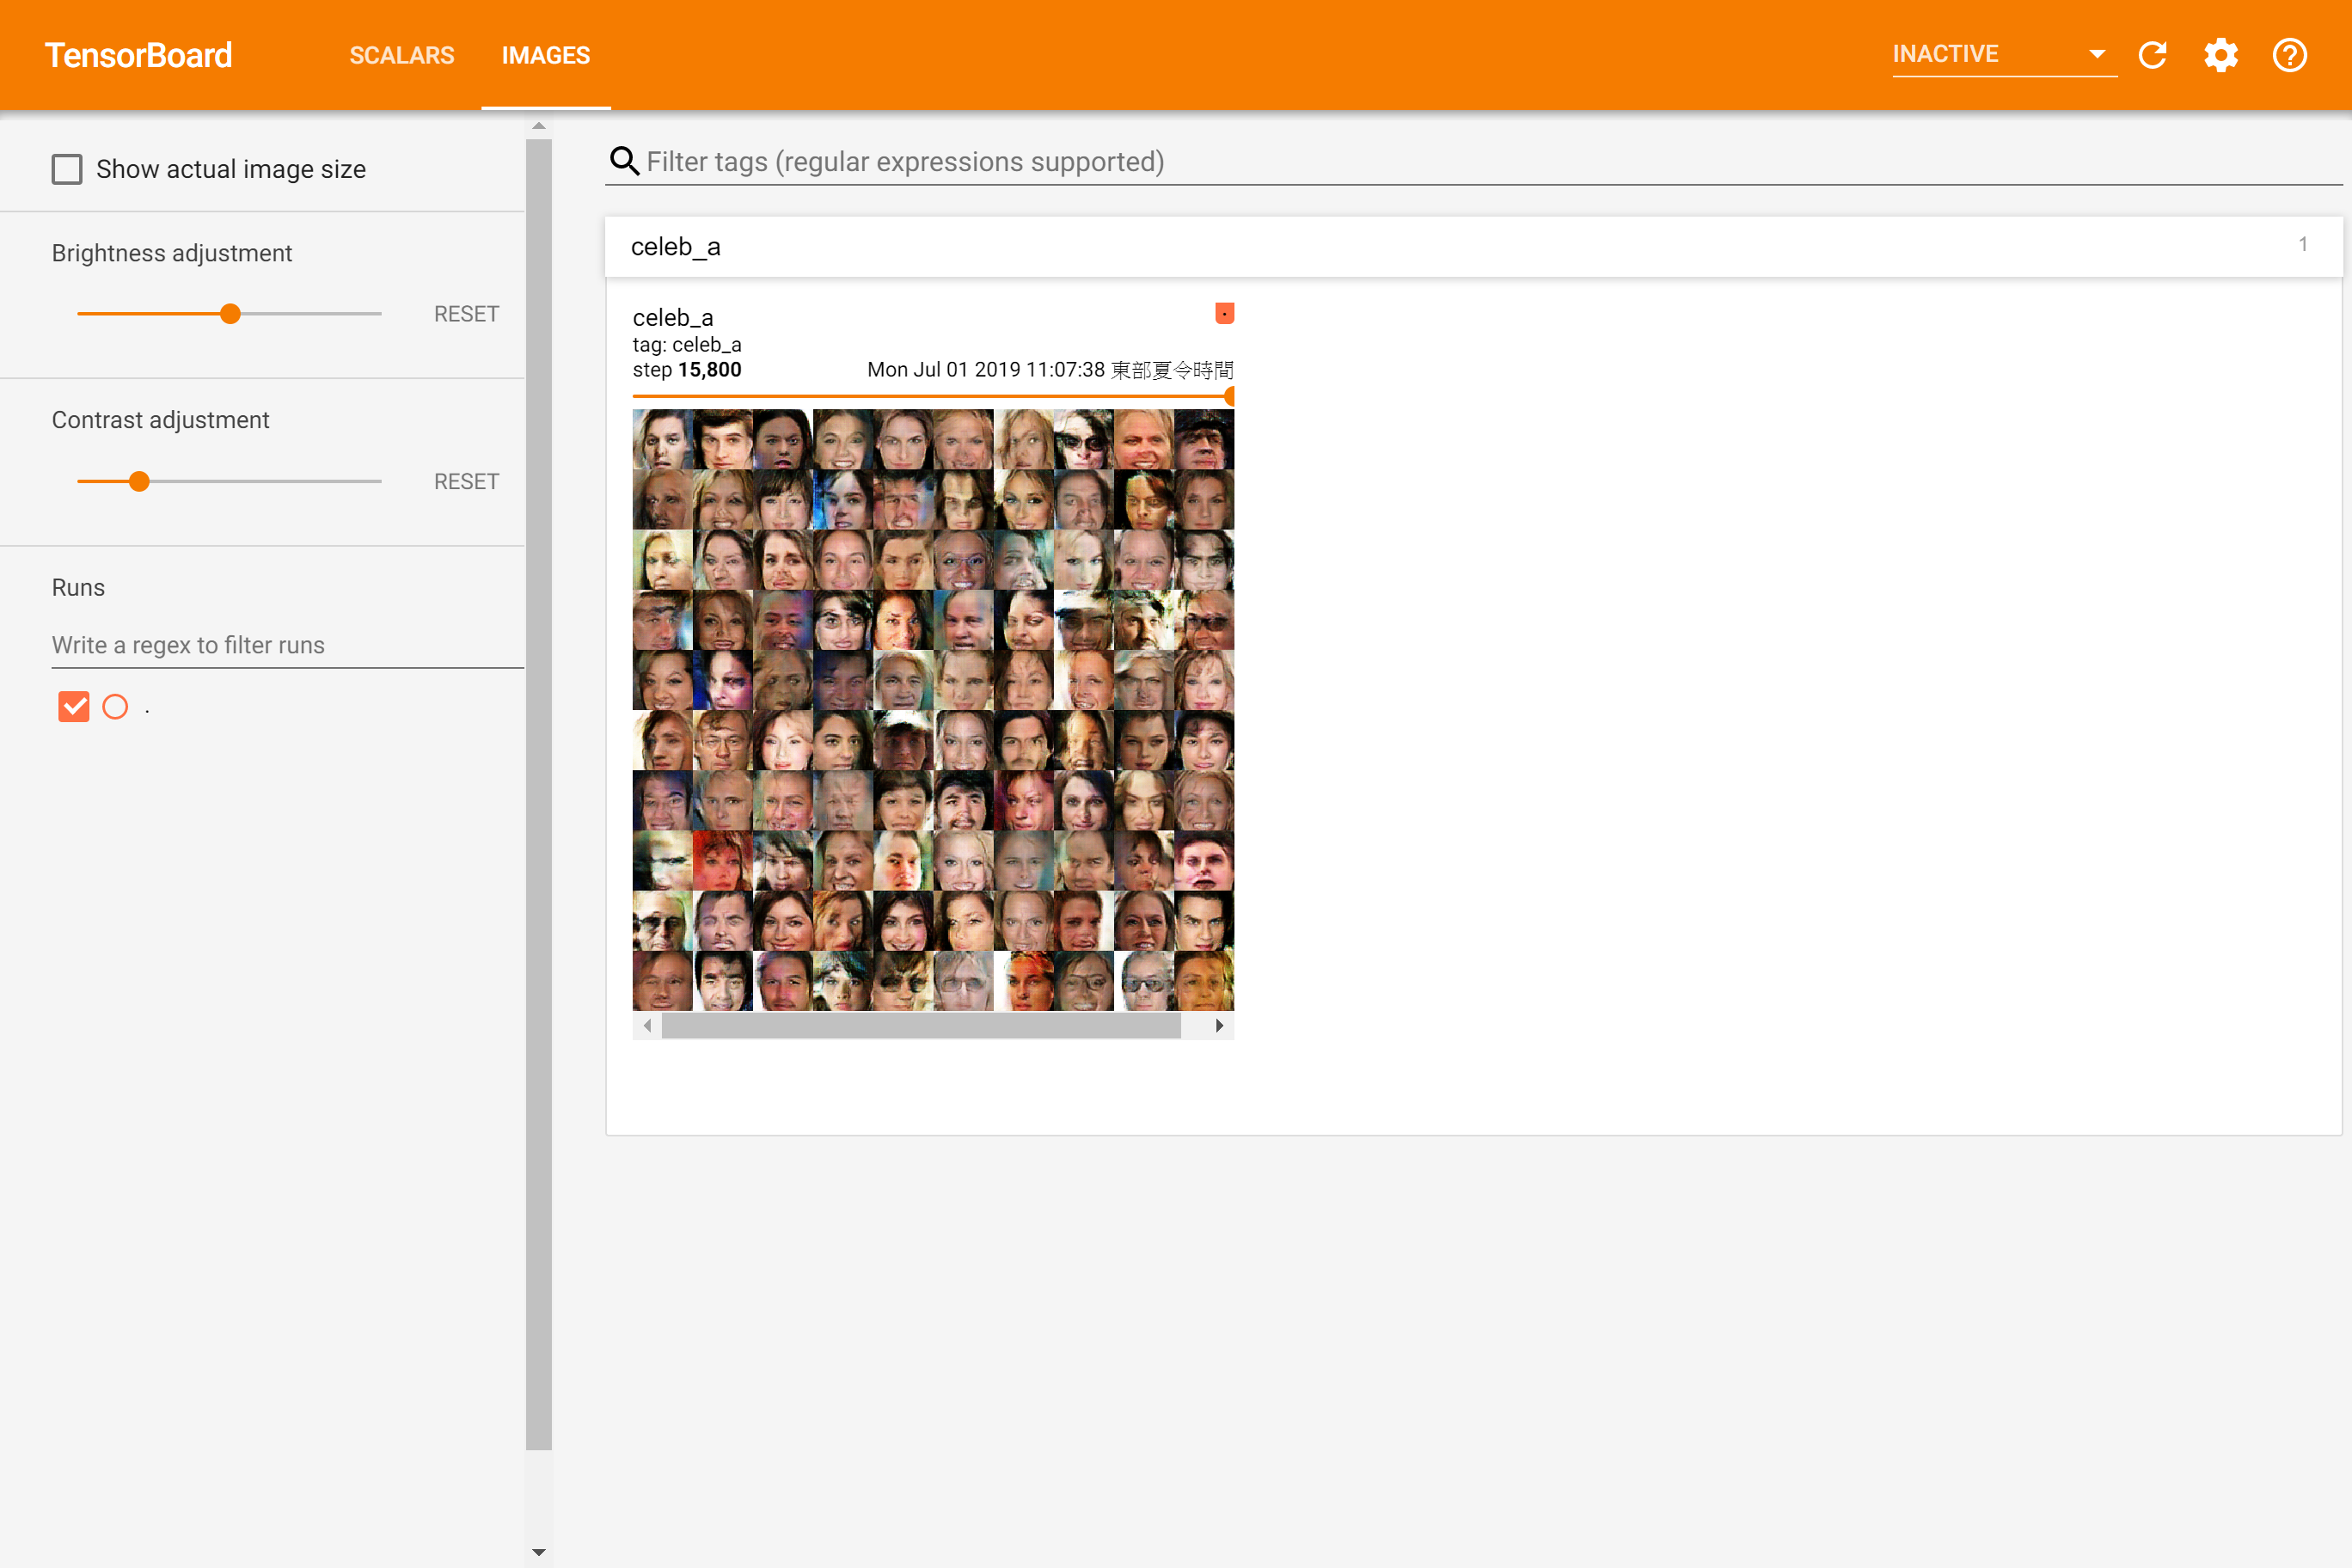 TensorBoard SCALARS IMAGES INACTIVE
Show actual image size
Brightness adjustment
RESET
Contrast adjustment
RESET
Runs
Write a regex to filter runs
.
Filter tags (regular expressions supported)
celeb_a 1
celeb_a
tag: celeb_a
step 15,800 Mon Jul 01 2019 11:07:38 東部夏令時間